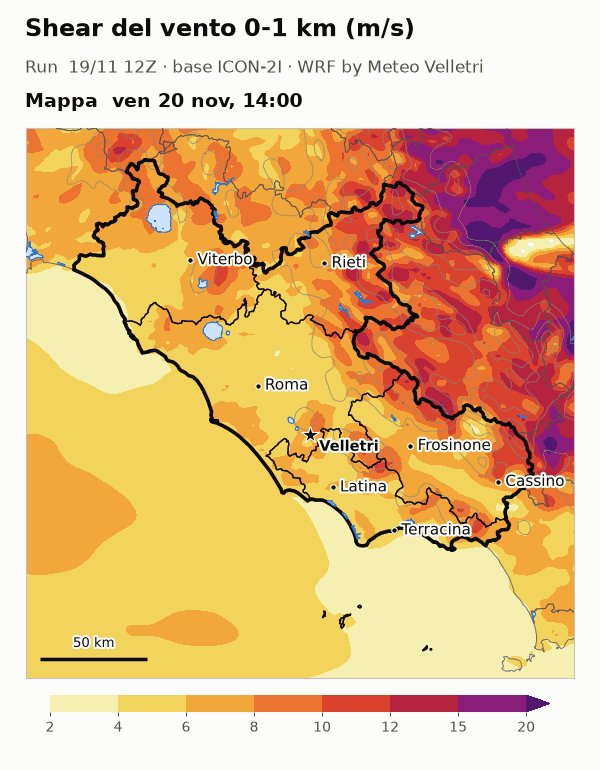 Shear del vento 0-1 km (m/s)
Run  19/11 12Z · base ICON-2I · WRF by Meteo Velletri
Mappa  ven 20 nov, 14:00
Viterbo
Rieti
Roma
Velletri
Frosinone
Cassino
Latina
Terracina
50 km
2 4 6 8 10 12 15 20